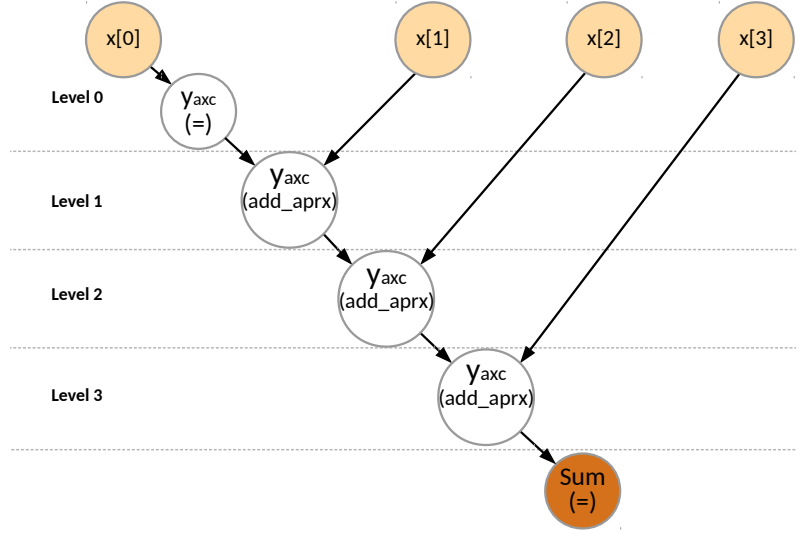 x[0]
x[1]
x[2]
x[3]
Level 0
yaxc
(=)
Level 1
yaxc
(add_aprx)
Level 2
yaxc
(add_aprx)
Level 3
yaxc
(add_aprx)
Sum
(=)